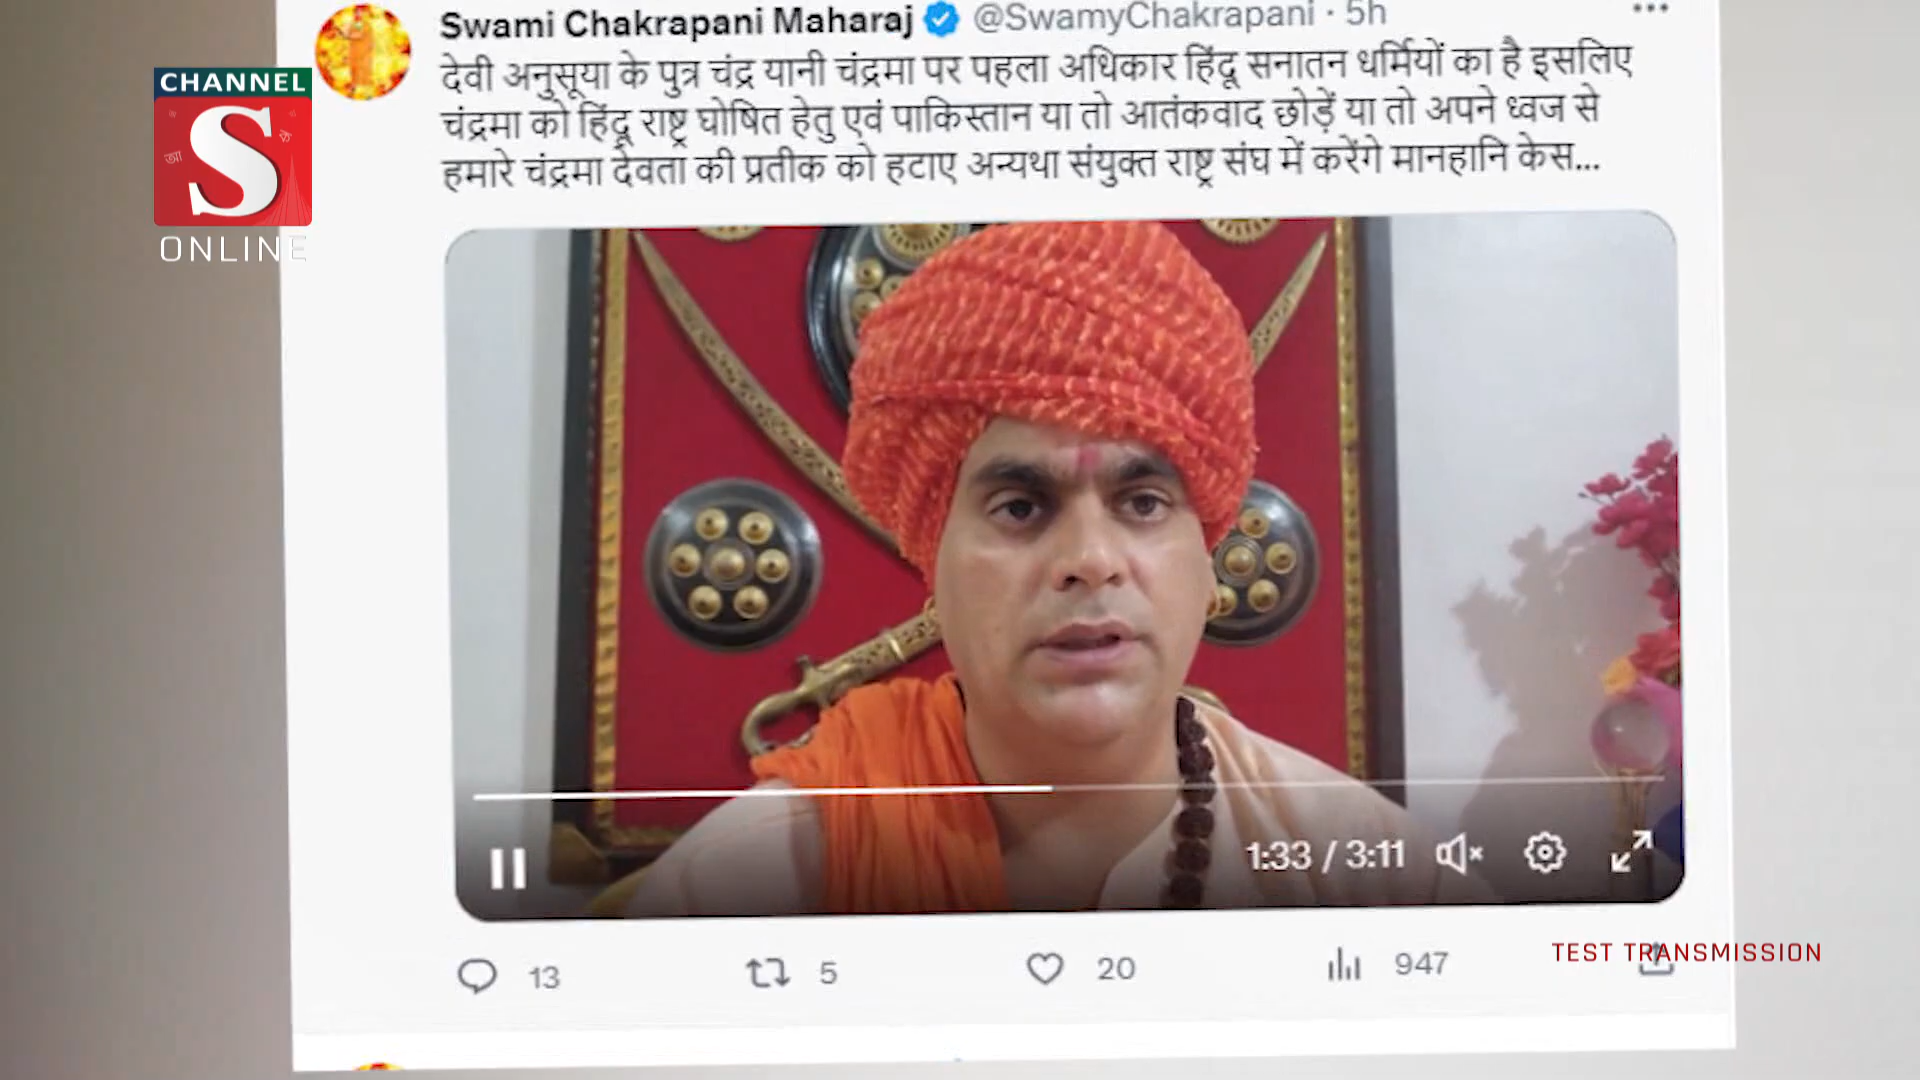 Swami Chakrapani Maharaj @SwamyChakrapani · 5h
देवी अनुसूया के पुत्र चंद्र यानी चंद्रमा पर पहला अधिकार हिंदू सनातन धर्मियों का है इसलिए
चंद्रमा को हिंदू राष्ट्र घोषित हेतु एवं पाकिस्तान या तो आतंकवाद छोड़ें या तो अपने ध्वज से
हमारे चंद्रमा देवता की प्रतीक को हटाए अन्यथा संयुक्त राष्ट्र संघ में करेंगे मानहानि केस...
CHANNEL
S
ONLINE
1:33 / 3:11
13 5 20 947
TEST TRANSMISSION